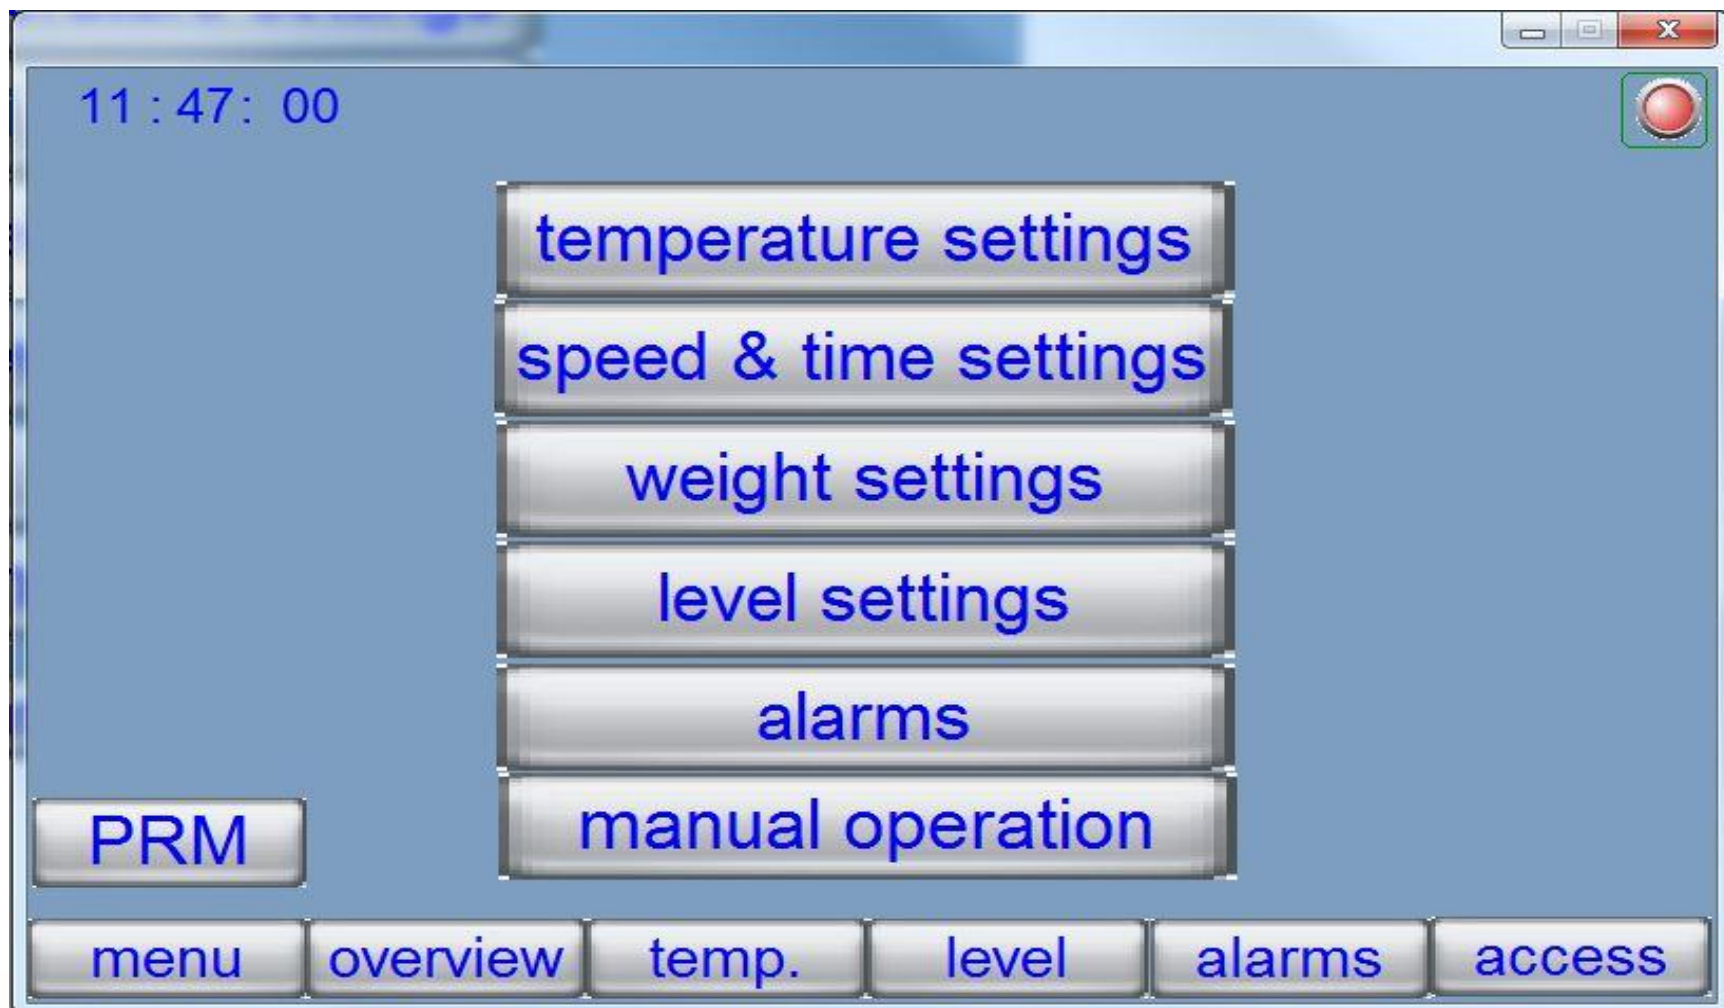 11 : 47 : 00
temperature settings
speed & time settings
weight settings
level settings
alarms
manual operation
PRM
menu overview temp. level alarms access